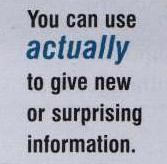 You can use
actually
to give new
or surprising
information.